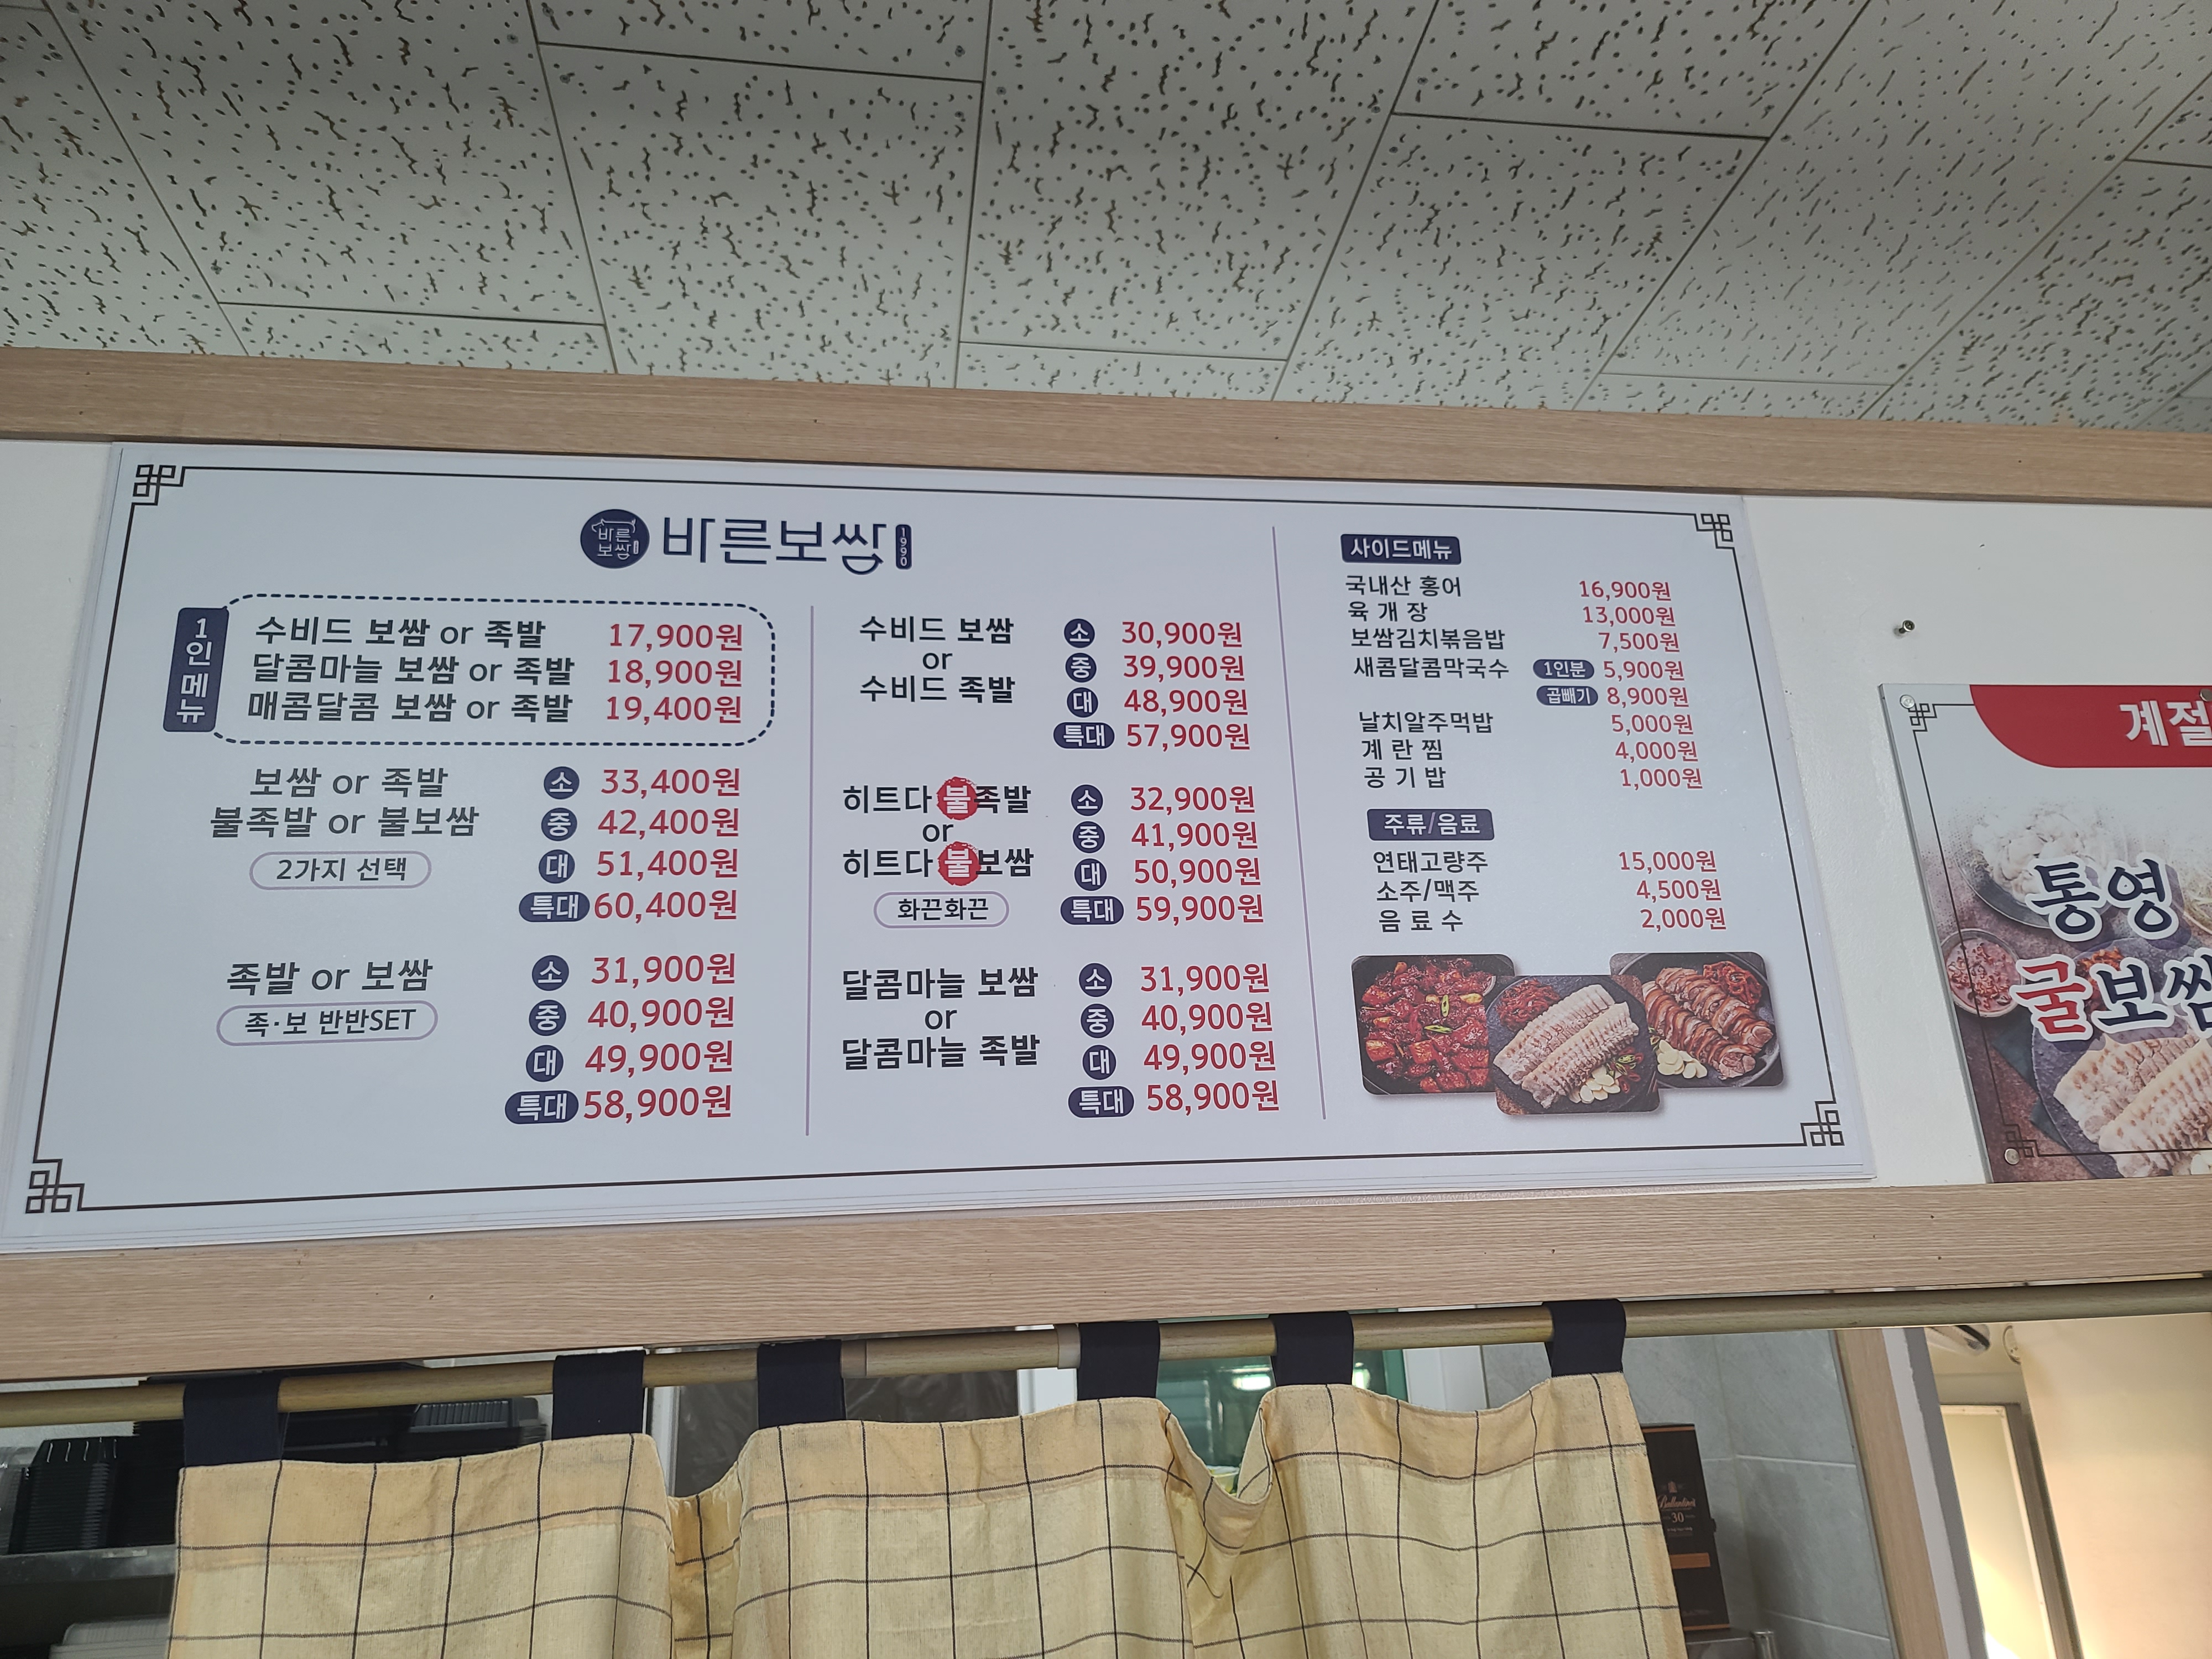 바른
보쌈
바른보쌈
1990
1인메뉴
수비드 보쌈 or 족발 17,900원
달콤마늘 보쌈 or 족발 18,900원
매콤달콤 보쌈 or 족발 19,400원
보쌈 or 족발
불족발 or 불보쌈
2가지 선택
소 33,400원
중 42,400원
대 51,400원
특대 60,400원
족발 or 보쌈
족·보 반반SET
소 31,900원
중 40,900원
대 49,900원
특대 58,900원
수비드 보쌈
or
수비드 족발
소 30,900원
중 39,900원
대 48,900원
특대 57,900원
히트다 불족발
or
히트다 불보쌈
화끈화끈
소 32,900원
중 41,900원
대 50,900원
특대 59,900원
달콤마늘 보쌈
or
달콤마늘 족발
소 31,900원
중 40,900원
대 49,900원
특대 58,900원
사이드메뉴
국내산 홍어 16,900원
육 개 장 13,000원
보쌈김치볶음밥 7,500원
새콤달콤막국수 1인분 5,900원
곱빼기 8,900원
날치알주먹밥 5,000원
계 란 찜 4,000원
공 기 밥 1,000원
주류/음료
연태고량주 15,000원
소주/맥주 4,500원
음 료 수 2,000원
계절
통영
굴보쌈
Ballantine's
30